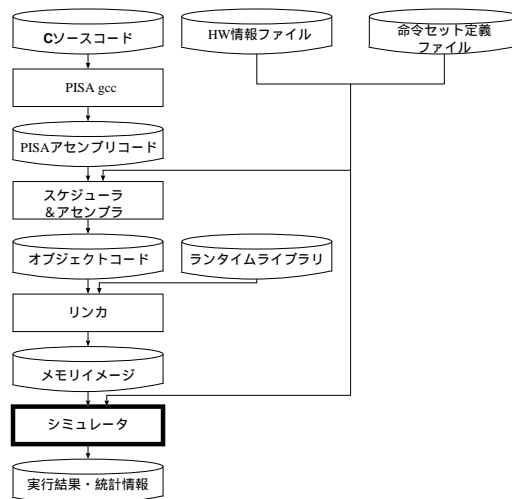 Cソースコード
HW情報ファイル
命令セット定義
ファイル
PISA gcc
PISAアセンブリコード
スケジューラ
＆アセンブラ
オブジェクトコード
ランタイムライブラリ
リンカ
メモリイメージ
シミュレータ
実行結果・統計情報